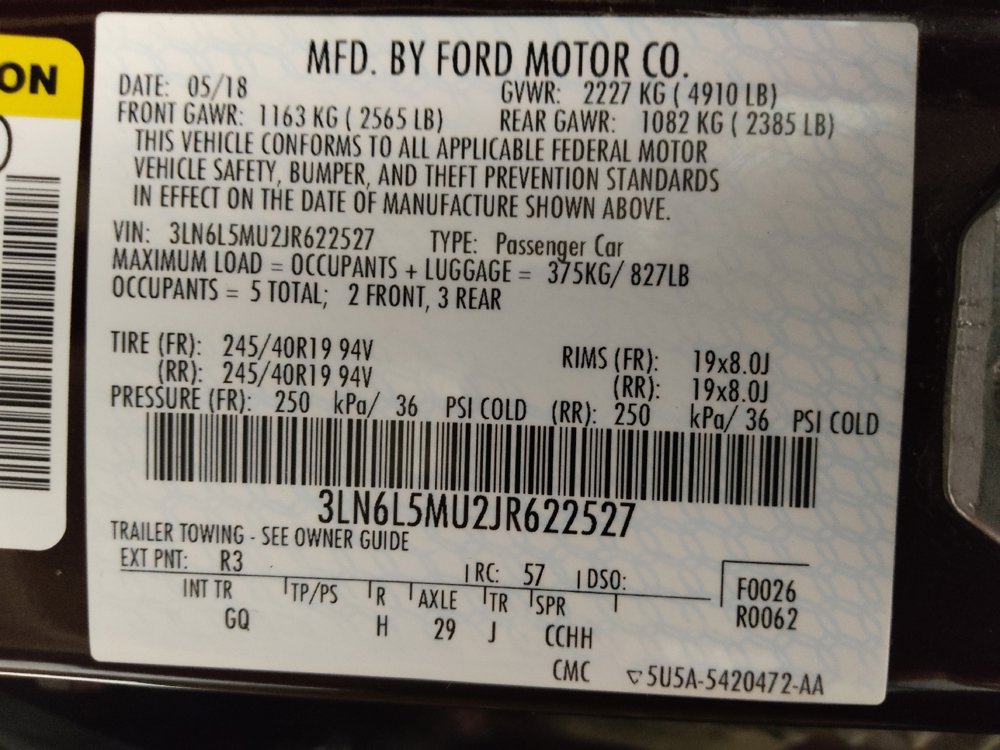 ON
MFD. BY FORD MOTOR CO.
DATE: 05/18 GVWR: 2227 KG ( 4910 LB)
FRONT GAWR: 1163 KG ( 2565 LB) REAR GAWR: 1082 KG ( 2385 LB)
THIS VEHICLE CONFORMS TO ALL APPLICABLE FEDERAL MOTOR
VEHICLE SAFETY, BUMPER, AND THEFT PREVENTION STANDARDS
IN EFFECT ON THE DATE OF MANUFACTURE SHOWN ABOVE.
VIN: 3LN6L5MU2JR622527 TYPE: Passenger Car
MAXIMUM LOAD = OCCUPANTS + LUGGAGE = 375KG/ 827LB
OCCUPANTS = 5 TOTAL; 2 FRONT, 3 REAR
TIRE (FR): 245/40R19 94V RIMS (FR): 19x8.0J
(RR): 245/40R19 94V (RR): 19x8.0J
PRESSURE (FR): 250 kPa/ 36 PSI COLD (RR): 250 kPa/ 36 PSI COLD
3LN6L5MU2JR622527
TRAILER TOWING - SEE OWNER GUIDE
EXT PNT: R3 RC: 57 DSO: F0026
INT TR TP/PS R AXLE TR SPR R0062
GQ H 29 J CCHH
CMC ▽5U5A-5420472-AA